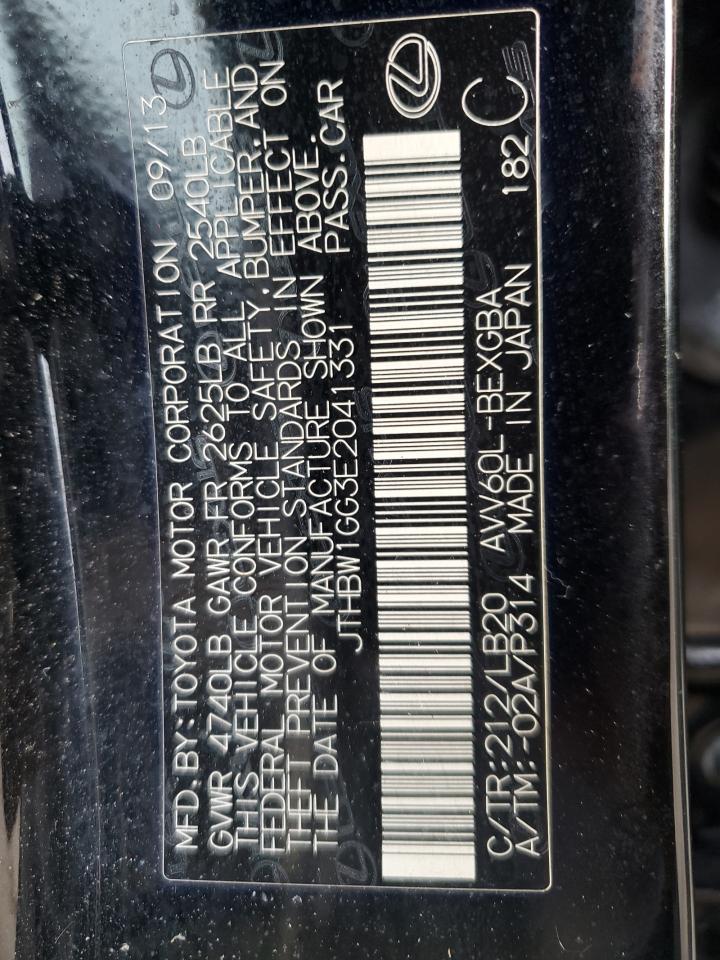 MFD.BY:TOYOTA MOTOR CORPORATION 09/13
GVWR 4740LB GAWR FR 2625LB RR 2540LB
THIS VEHICLE CONFORMS TO ALL APPLICABLE
FEDERAL MOTOR VEHICLE SAFETY,BUMPER,AND
THEFT PREVENTION STANDARDS IN EFFECT ON
THE DATE OF MANUFACTURE SHOWN ABOVE.
JTHBW1GG3E2041331 PASS.CAR
C/TR:212/LB20 AVV60L-BEXGBA 182
A/TM:-02A/P314 MADE IN JAPAN
C